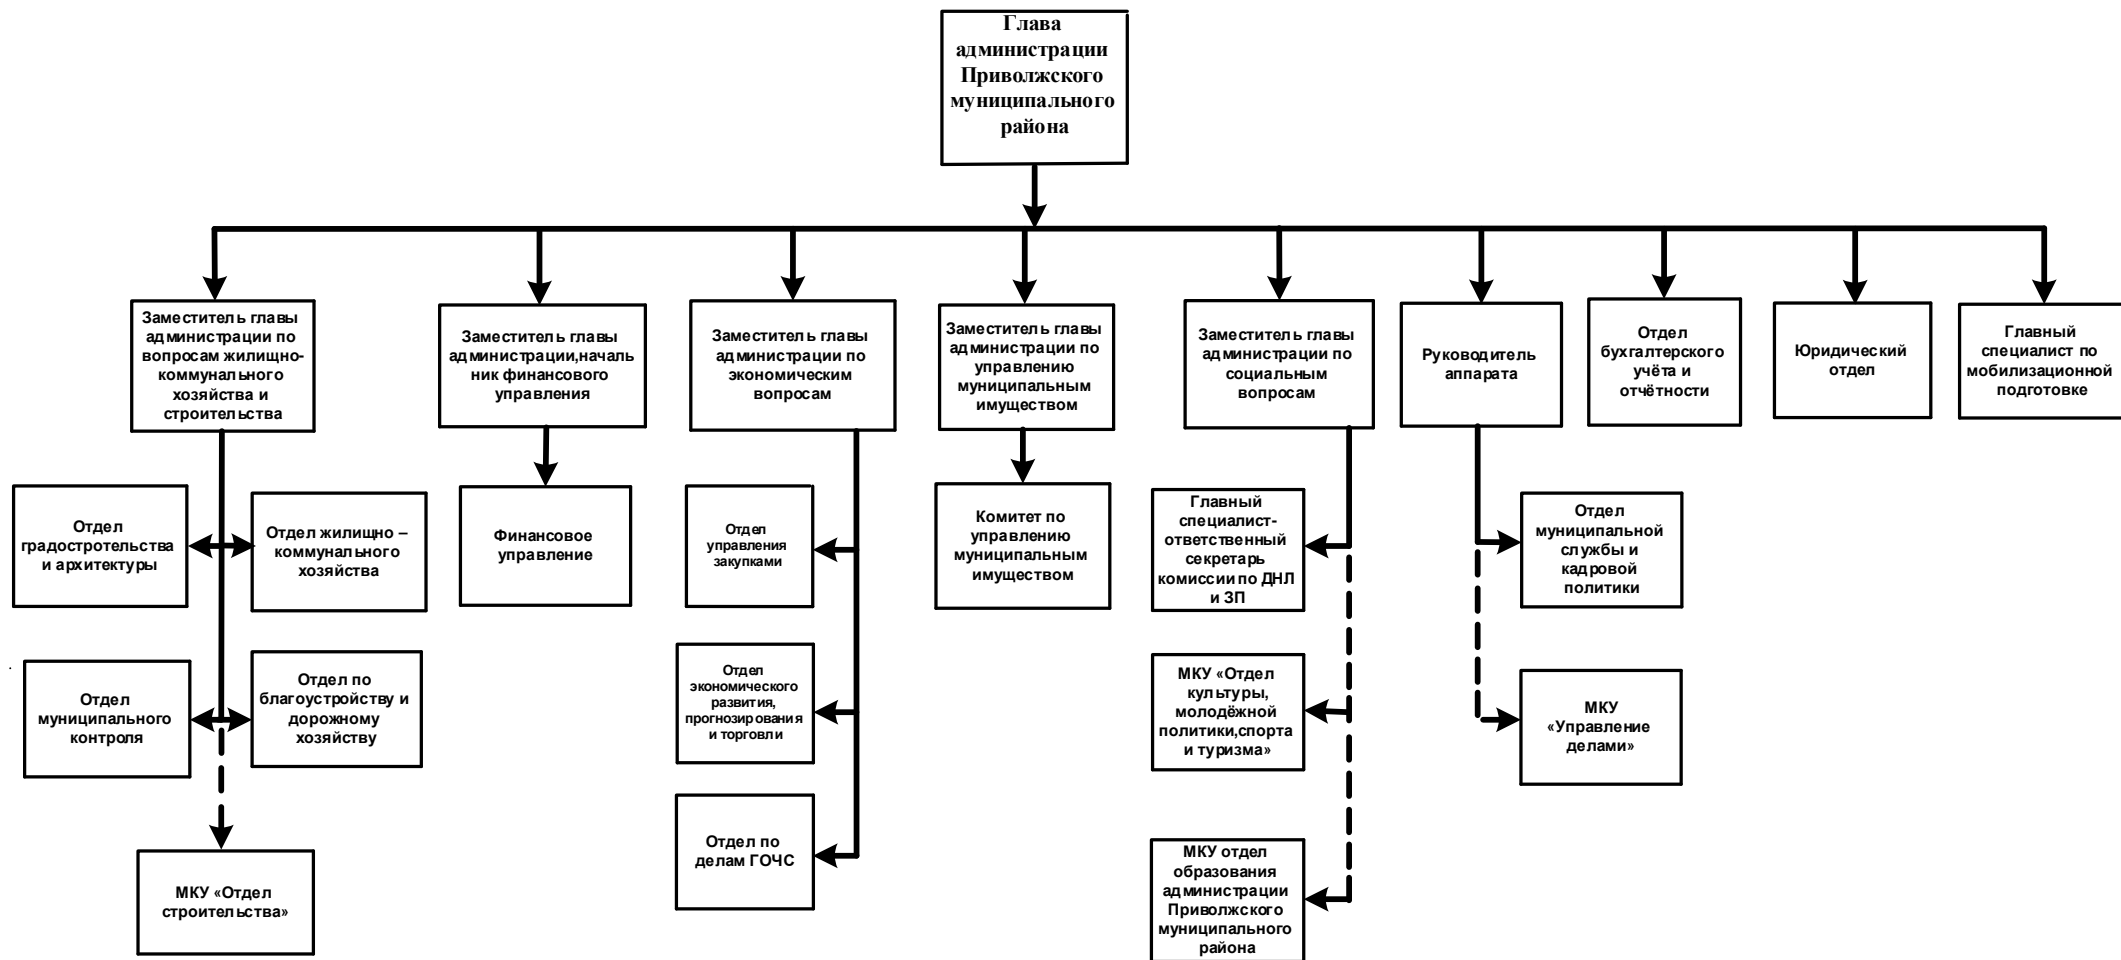 Глава
администрации
Приволжского
муниципального
района
Заместитель главы
администрации по
вопросам жилищно-
коммунального
хозяйства и
строительства
Заместитель главы
администрации,началь
ник финансового
управления
Заместитель главы
администрации по
экономическим
вопросам
Заместитель главы
администрации по
управлению
муниципальным
имуществом
Заместитель главы
администрации по
социальным
вопросам
Руководитель
аппарата
Отдел
бухгалтерского
учёта и
отчётности
Юридический
отдел
Главный
специалист по
мобилизационной
подготовке
Отдел
градостротельства
и архитектуры
Отдел жилищно –
коммунального
хозяйства
Финансовое
управление
Отдел
управления
закупками
Комитет по
управлению
муниципальным
имуществом
Главный
специалист-
ответственный
секретарь
комиссии по ДНЛ
и ЗП
Отдел
муниципальной
службы и
кадровой
политики
Отдел
муниципального
контроля
Отдел по
благоустройству и
дорожному
хозяйству
Отдел
экономического
развития,
прогнозирования
и торговли
МКУ «Отдел
культуры,
молодёжной
политики,спорта
и туризма»
МКУ
«Управление
делами»
Отдел по
делам ГОЧС
МКУ «Отдел
строительства»
МКУ отдел
образования
администрации
Приволжского
муниципального
района